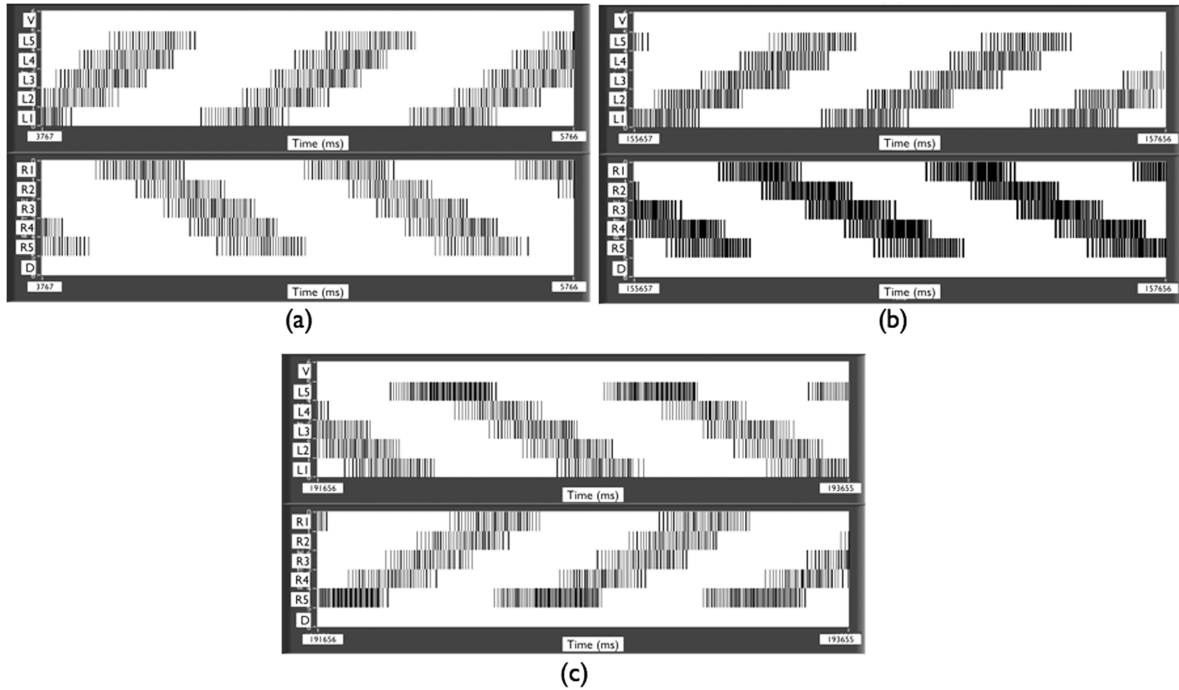 V
L5
L4
L3
L2
L1
3767
5766
Time (ms)
R1
R2
R3
R4
R5
D
3767
5766
Time (ms)
(a)
V
L5
L4
L3
L2
L1
155657
157656
Time (ms)
R1
R2
R3
R4
R5
D
155657
157656
Time (ms)
(b)
V
L5
L4
L3
L2
L1
191656
193655
Time (ms)
R1
R2
R3
R4
R5
D
191656
193655
Time (ms)
(c)